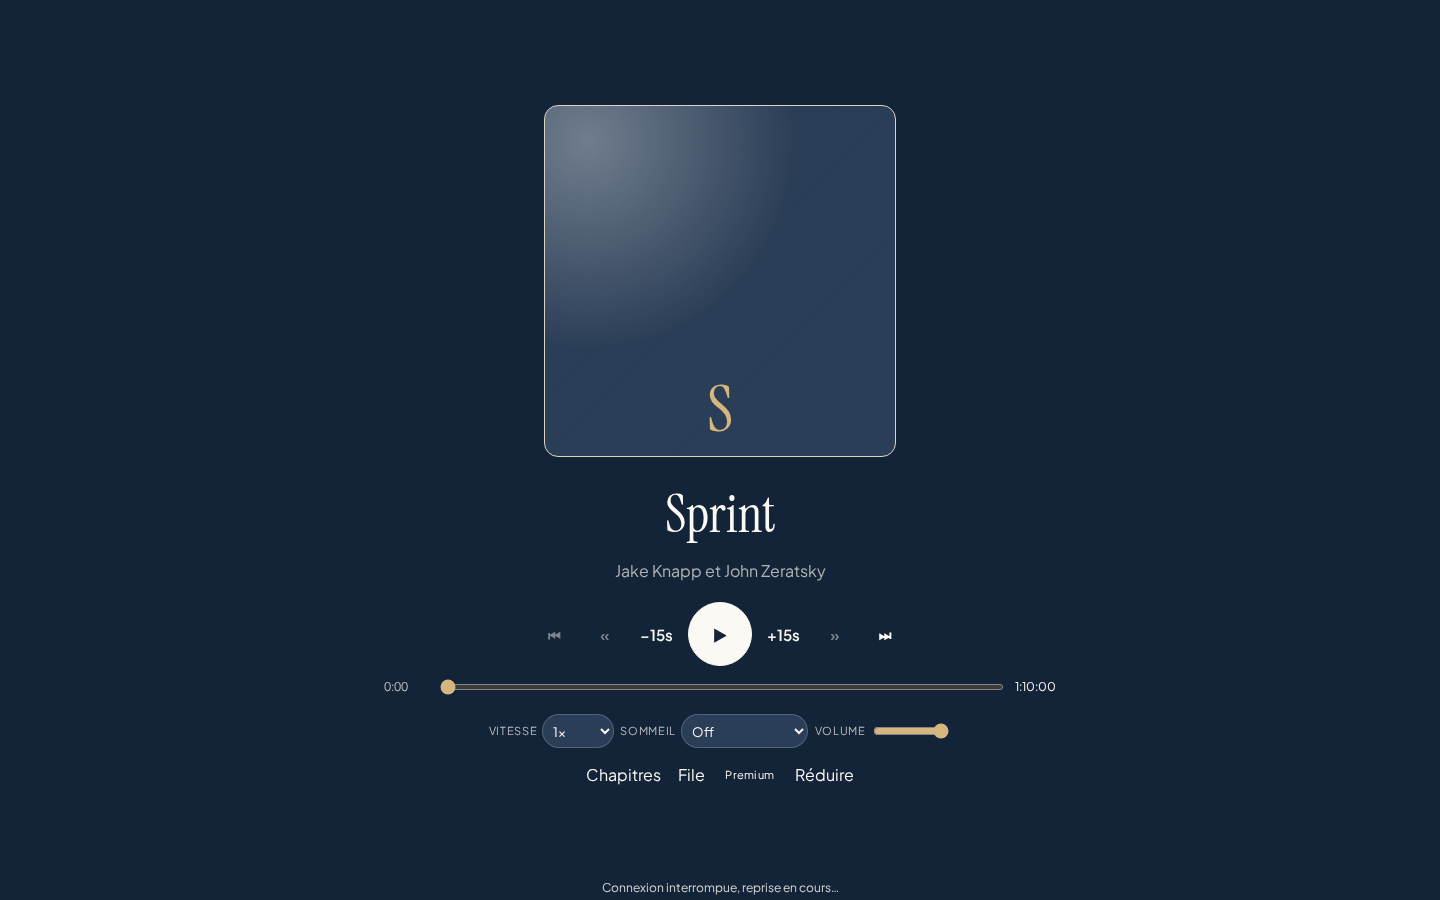 S
Sprint
Jake Knapp et John Zeratsky
⏮ « −15s ▶ +15s » ⏭
0:00 1:10:00
VITESSE 1× SOMMEIL Off VOLUME
Chapitres File Premium Réduire
Connexion interrompue, reprise en cours…